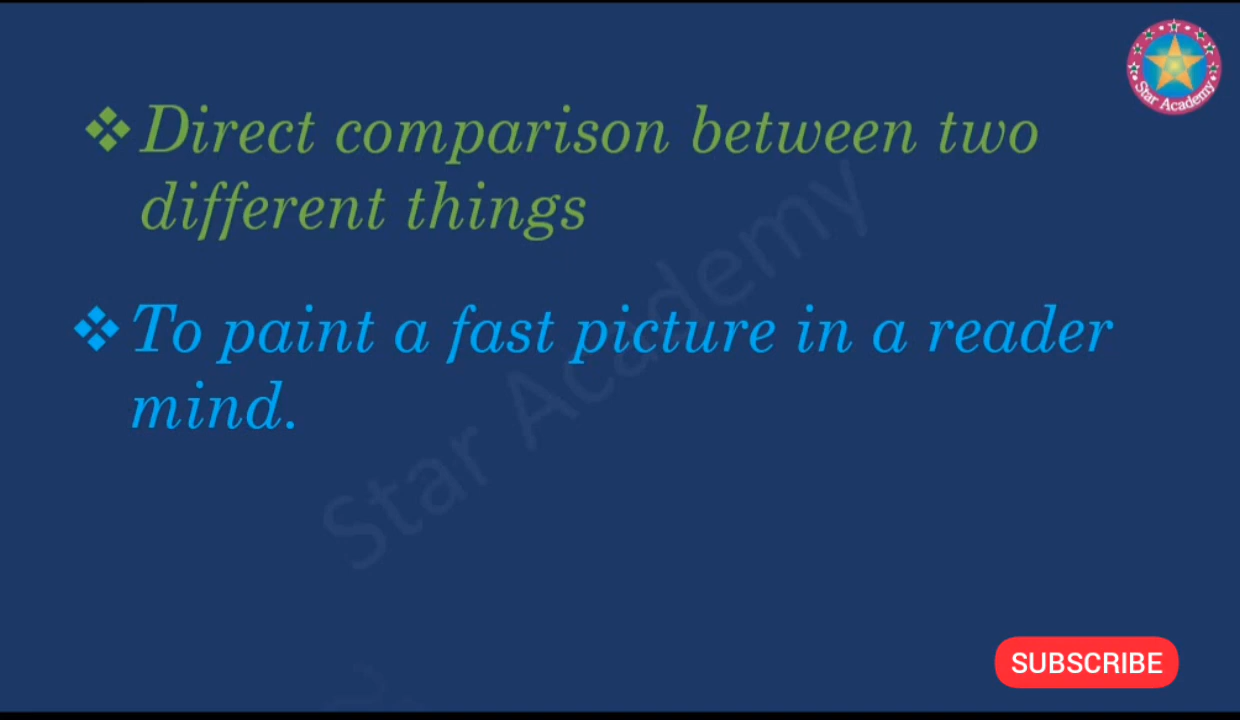 Star Academy
Direct comparison between two
different things
To paint a fast picture in a reader
mind.
Star Academy
SUBSCRIBE